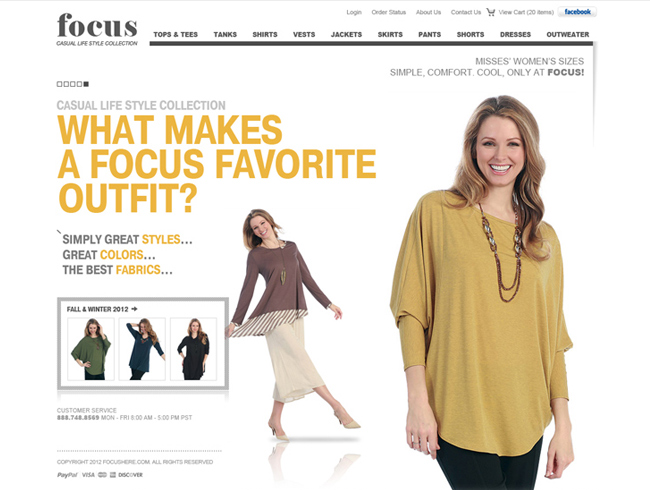 focus
CASUAL LIFE STYLE COLLECTION
Login Order Status About Us Contact Us View Cart (20 items) facebook
TOPS & TEES TANKS SHIRTS VESTS JACKETS SKIRTS PANTS SHORTS DRESSES OUTWEATER
MISSES' WOMEN'S SIZES
SIMPLE, COMFORT. COOL, ONLY AT FOCUS!
CASUAL LIFE STYLE COLLECTION
WHAT MAKES
A FOCUS FAVORITE
OUTFIT?
SIMPLY GREAT STYLES...
GREAT COLORS...
THE BEST FABRICS...
FALL & WINTER 2012
CUSTOMER SERVICE
888.748.8569 MON - FRI 8:00 AM - 5:00 PM PST
COPYRIGHT 2012 FOCUSHERE.COM. ALL RIGHTS RESERVED
PayPal VISA DISCOVER